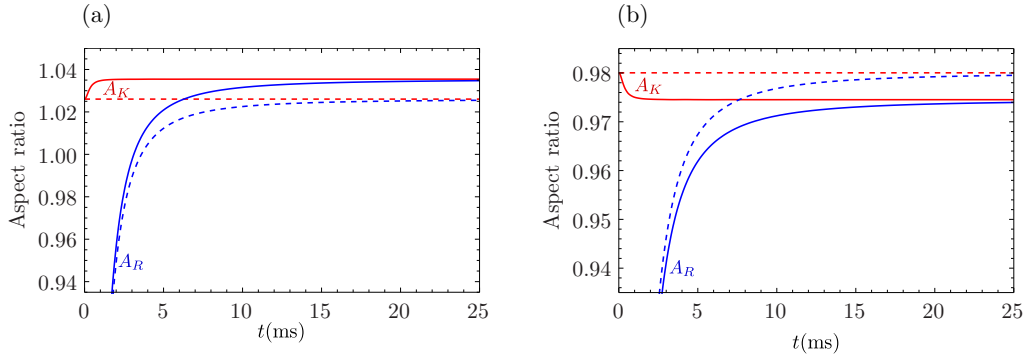 (a)
Aspect ratio
1.04
1.02
1.00
0.98
0.96
0.94
A_K
A_R
0 5 10 15 20 25
t(ms)
(b)
Aspect ratio
0.98
0.97
0.96
0.95
0.94
A_K
A_R
0 5 10 15 20 25
t(ms)